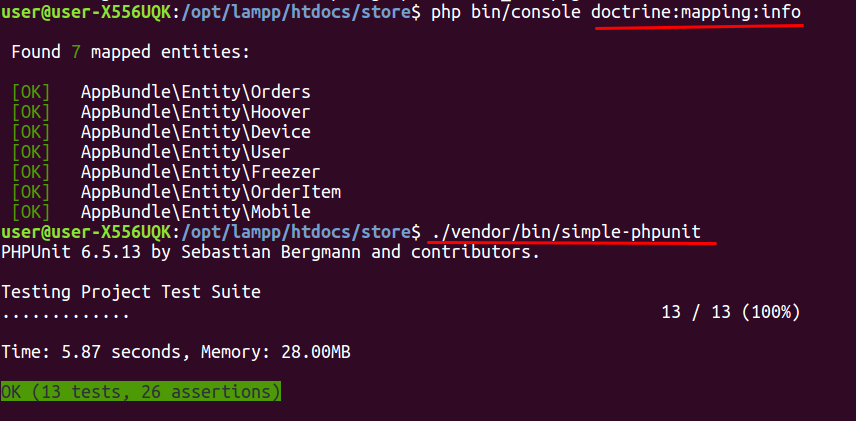 user@user-X556UQK:/opt/lampp/htdocs/store$ php bin/console doctrine:mapping:info
Found 7 mapped entities:
[OK] AppBundle\Entity\Orders
[OK] AppBundle\Entity\Hoover
[OK] AppBundle\Entity\Device
[OK] AppBundle\Entity\User
[OK] AppBundle\Entity\Freezer
[OK] AppBundle\Entity\OrderItem
[OK] AppBundle\Entity\Mobile
user@user-X556UQK:/opt/lampp/htdocs/store$ ./vendor/bin/simple-phpunit
PHPUnit 6.5.13 by Sebastian Bergmann and contributors.
Testing Project Test Suite
............. 13 / 13 (100%)
Time: 5.87 seconds, Memory: 28.00MB
OK (13 tests, 26 assertions)